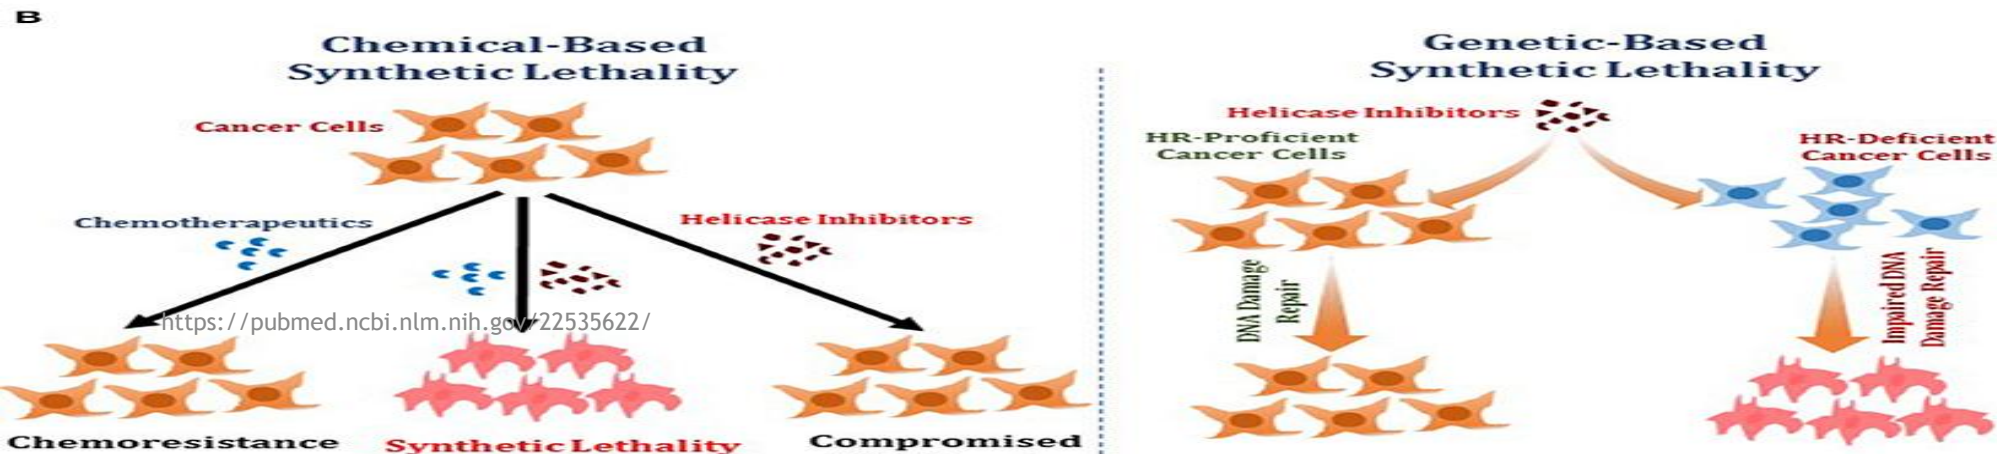 B
Chemical-Based
Synthetic Lethality
Cancer Cells
Chemotherapeutics
Helicase Inhibitors
https://pubmed.ncbi.nlm.nih.gov/22535622/
Chemoresistance
Synthetic Lethality
Compromised
Genetic-Based
Synthetic Lethality
Helicase Inhibitors
HR-Proficient
Cancer Cells
HR-Deficient
Cancer Cells
DNA Damage
Repair
Impaired DNA
Damage Repair